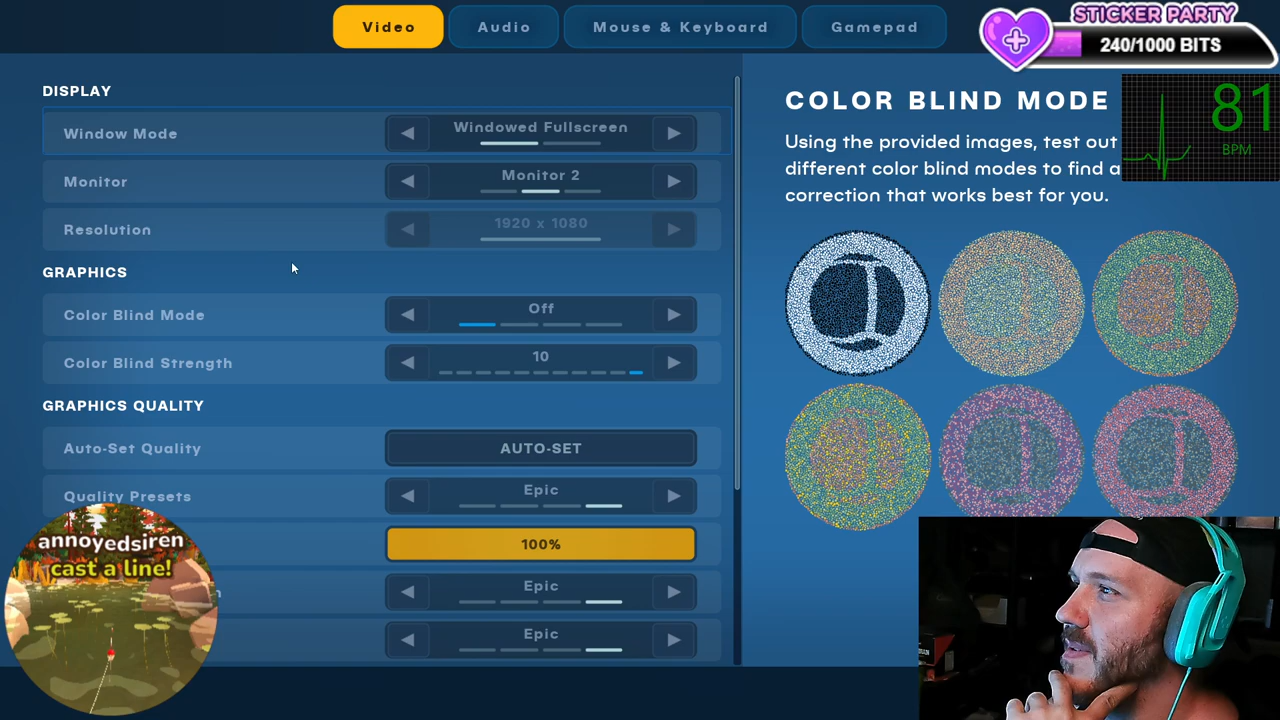 Video
Audio
Mouse & Keyboard
Gamepad
STICKER PARTY
240/1000 BITS
81
BPM
DISPLAY
Window Mode
Windowed Fullscreen
Monitor
Monitor 2
Resolution
1920 x 1080
GRAPHICS
Color Blind Mode
Off
Color Blind Strength
10
GRAPHICS QUALITY
Auto-Set Quality
AUTO-SET
Quality Presets
Epic
100%
Epic
Epic
COLOR BLIND MODE
Using the provided images, test out
different color blind modes to find a
correction that works best for you.
annoyedsiren
cast a line!